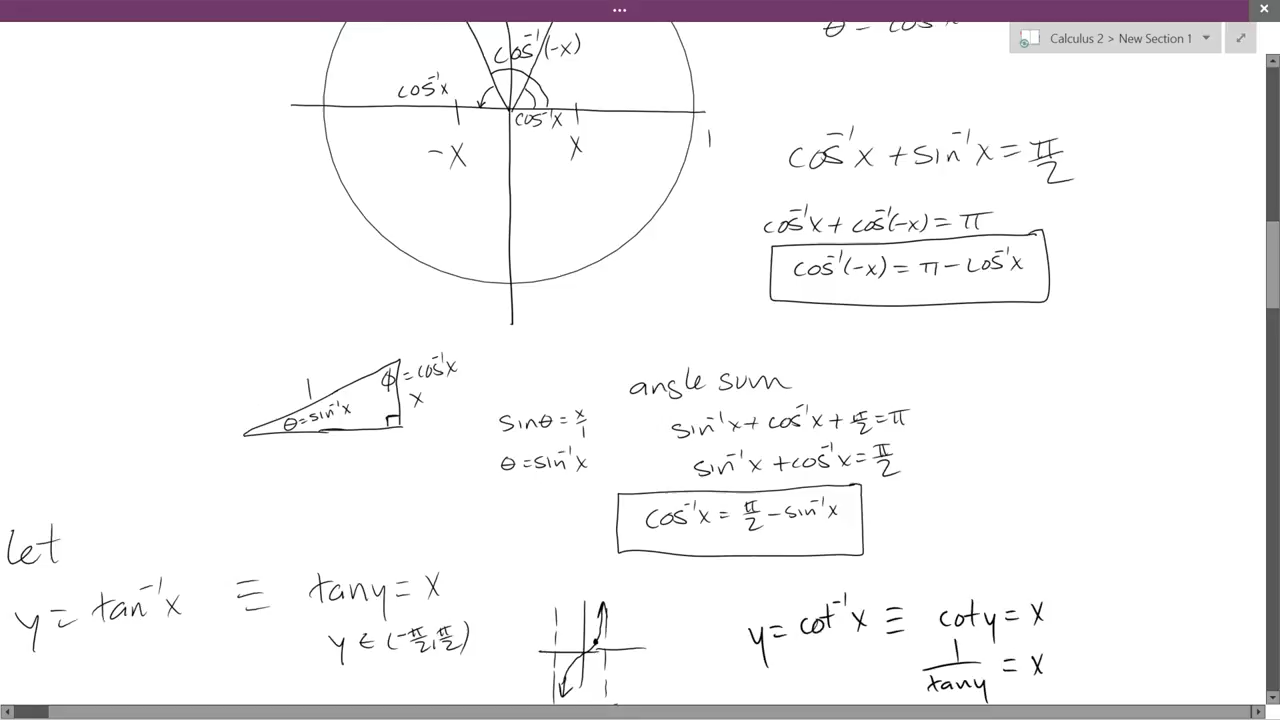 θ = cos⁻¹x
Calculus 2 > New Section 1
cos⁻¹(-x)
cos⁻¹x
cos⁻¹x
-x
x
1
cos⁻¹x + sin⁻¹x = π/2
cos⁻¹x + cos⁻¹(-x) = π
cos⁻¹(-x) = π - cos⁻¹x
1
ϕ = cos⁻¹x
x
θ = sin⁻¹x
angle sum
sinθ = x/1
sin⁻¹x + cos⁻¹x + π/2 = π
θ = sin⁻¹x
sin⁻¹x + cos⁻¹x = π/2
cos⁻¹x = π/2 - sin⁻¹x
Let
y = tan⁻¹x ≡ tany = x
y ∈ (-π/2, π/2)
y = cot⁻¹x ≡ coty = x
1/tany = x